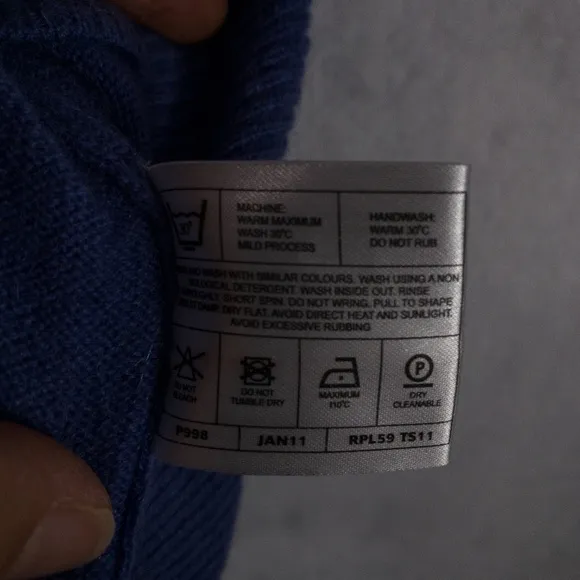 30°
MACHINE:
WARM MAXIMUM
WASH 30°C
MILD PROCESS
HANDWASH:
WARM 30°C
DO NOT RUB
WASH WITH SIMILAR COLOURS. WASH USING A NON
DETERGENT. WASH INSIDE OUT. RINSE
SHORT SPIN. DO NOT WRING. PULL TO SHAPE
DAMP. DRY FLAT. AVOID DIRECT HEAT AND SUNLIGHT.
AVOID EXCESSIVE RUBBING
DO NOT
BLEACH
DO NOT
TUMBLE DRY
MAXIMUM
110°C
P
DRY
CLEANABLE
P998
JAN11
RPL59 TS11